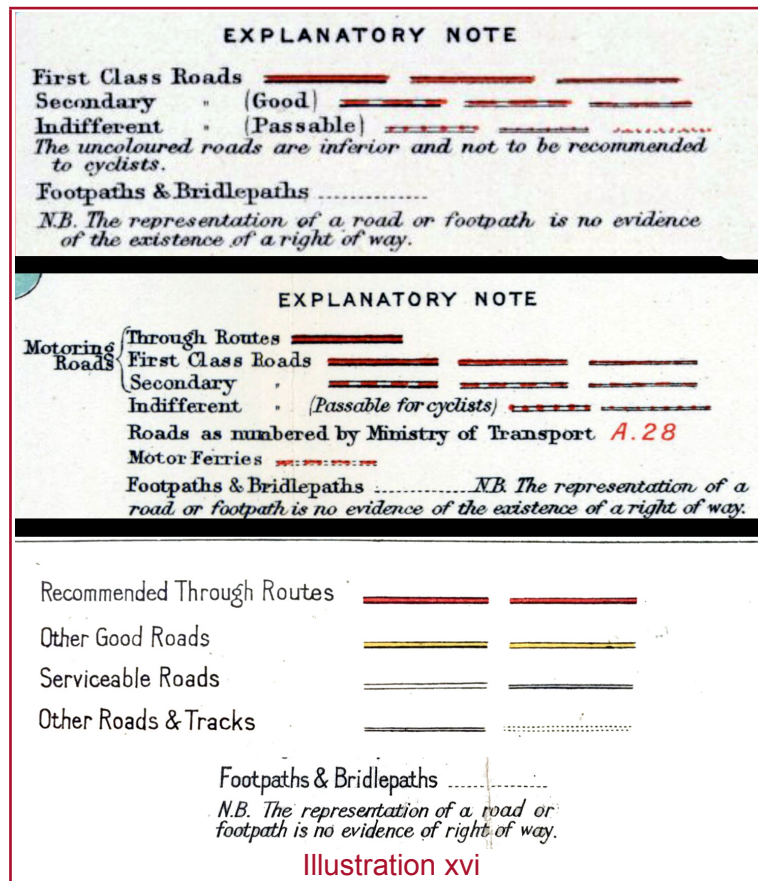 EXPLANATORY NOTE
First Class Roads
Secondary " (Good)
Indifferent " (Passable)
The uncoloured roads are inferior and not to be recommended
to cyclists.
Footpaths & Bridlepaths ................
N.B. The representation of a road or footpath is no evidence
of the existence of a right of way.
EXPLANATORY NOTE
Motoring Roads
Through Routes
First Class Roads
Secondary "
Indifferent " (Passable for cyclists)
Roads as numbered by Ministry of Transport A.28
Motor Ferries
Footpaths & Bridlepaths ................ N.B. The representation of a
road or footpath is no evidence of the existence of a right of way.
Recommended Through Routes
Other Good Roads
Serviceable Roads
Other Roads & Tracks
Footpaths & Bridlepaths ................
N.B. The representation of a road or
footpath is no evidence of right of way.
Illustration xvi